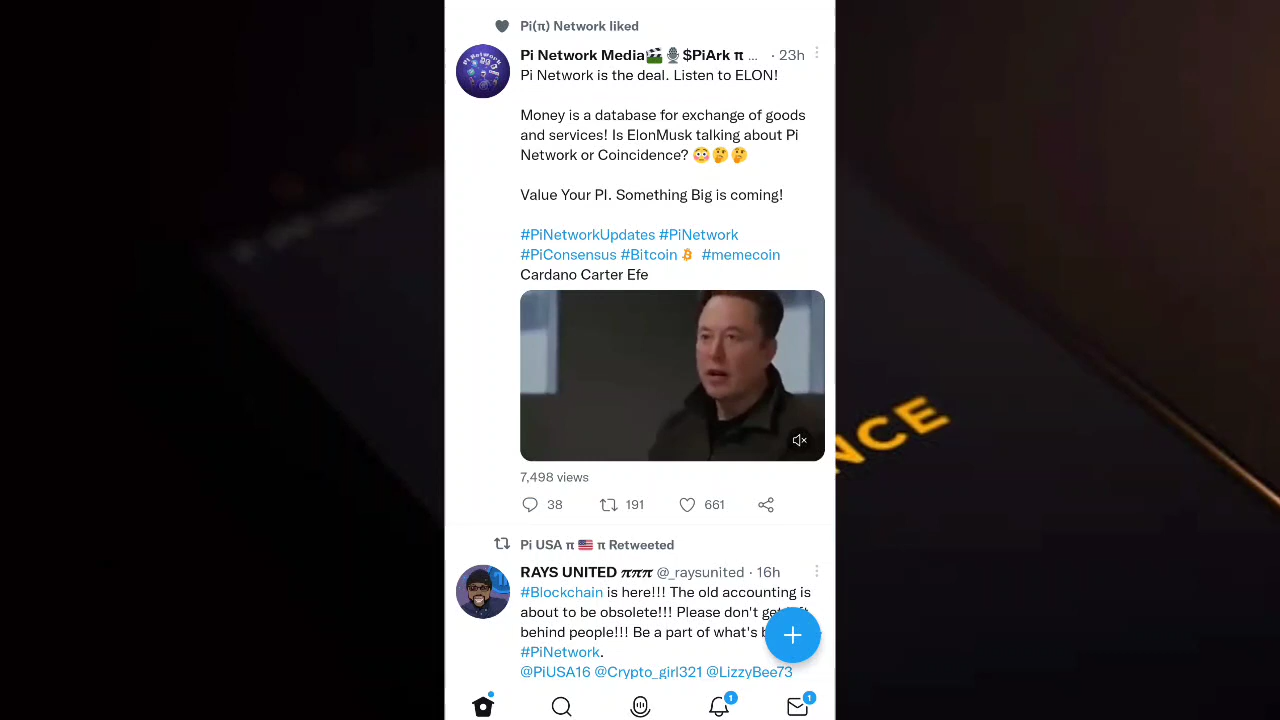 Pi(π) Network liked
Pi Network Media🎬🎙️$PiArk π ... · 23h
Pi Network is the deal. Listen to ELON!
Money is a database for exchange of goods
and services! Is ElonMusk talking about Pi
Network or Coincidence? 😳🤔🤔
Value Your PI. Something Big is coming!
#PiNetworkUpdates #PiNetwork
#PiConsensus #Bitcoin #memecoin
Cardano Carter Efe
7,498 views
38 191 661
Pi USA π 🇺🇸 π Retweeted
RAYS UNITED πππ @_raysunited · 16h
#Blockchain is here!!! The old accounting is
about to be obsolete!!! Please don't get
behind people!!! Be a part of what's
#PiNetwork.
@PiUSA16 @Crypto_girl321 @LizzyBee73
1 1
NCE